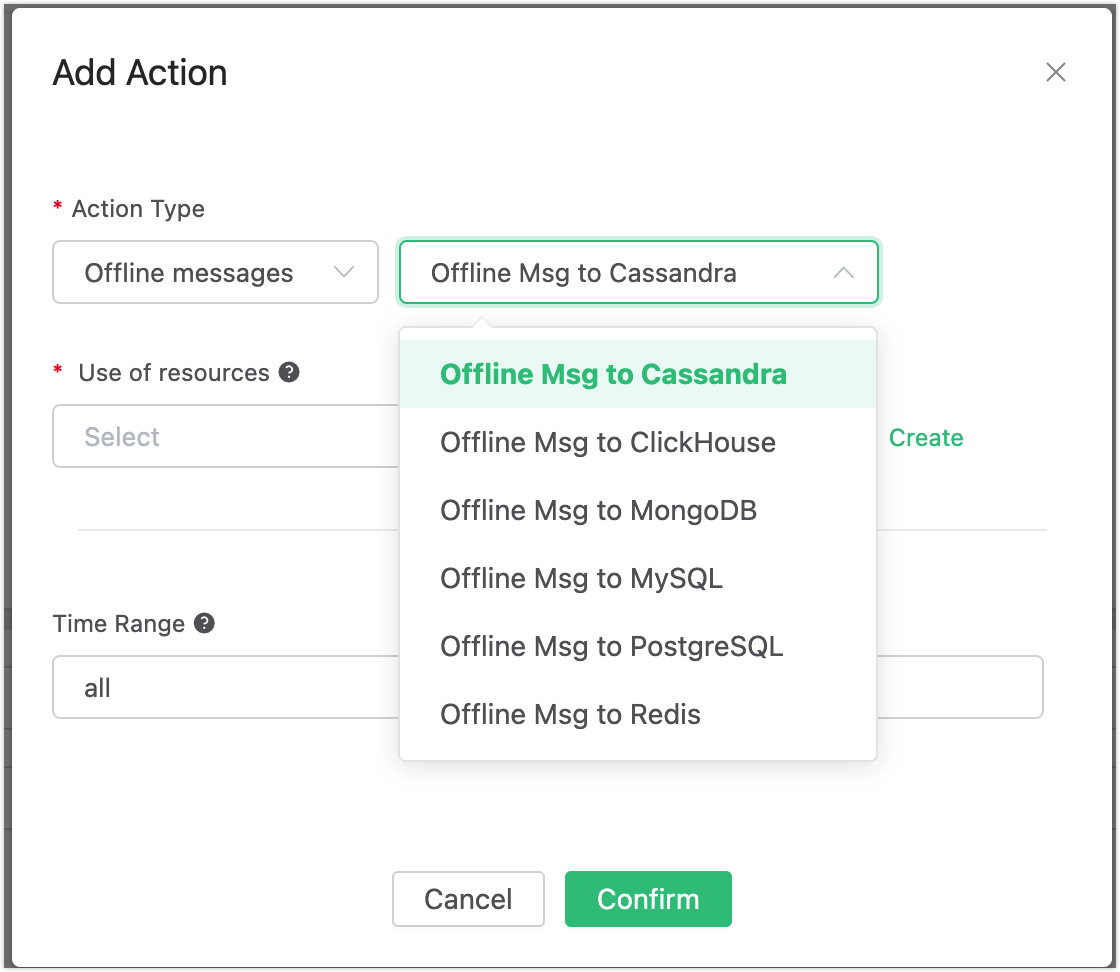 Add Action
* Action Type
Offline messages
Offline Msg to Cassandra
* Use of resources ?
Select
Create
Offline Msg to Cassandra
Offline Msg to ClickHouse
Offline Msg to MongoDB
Offline Msg to MySQL
Offline Msg to PostgreSQL
Offline Msg to Redis
Time Range ?
all
Cancel
Confirm